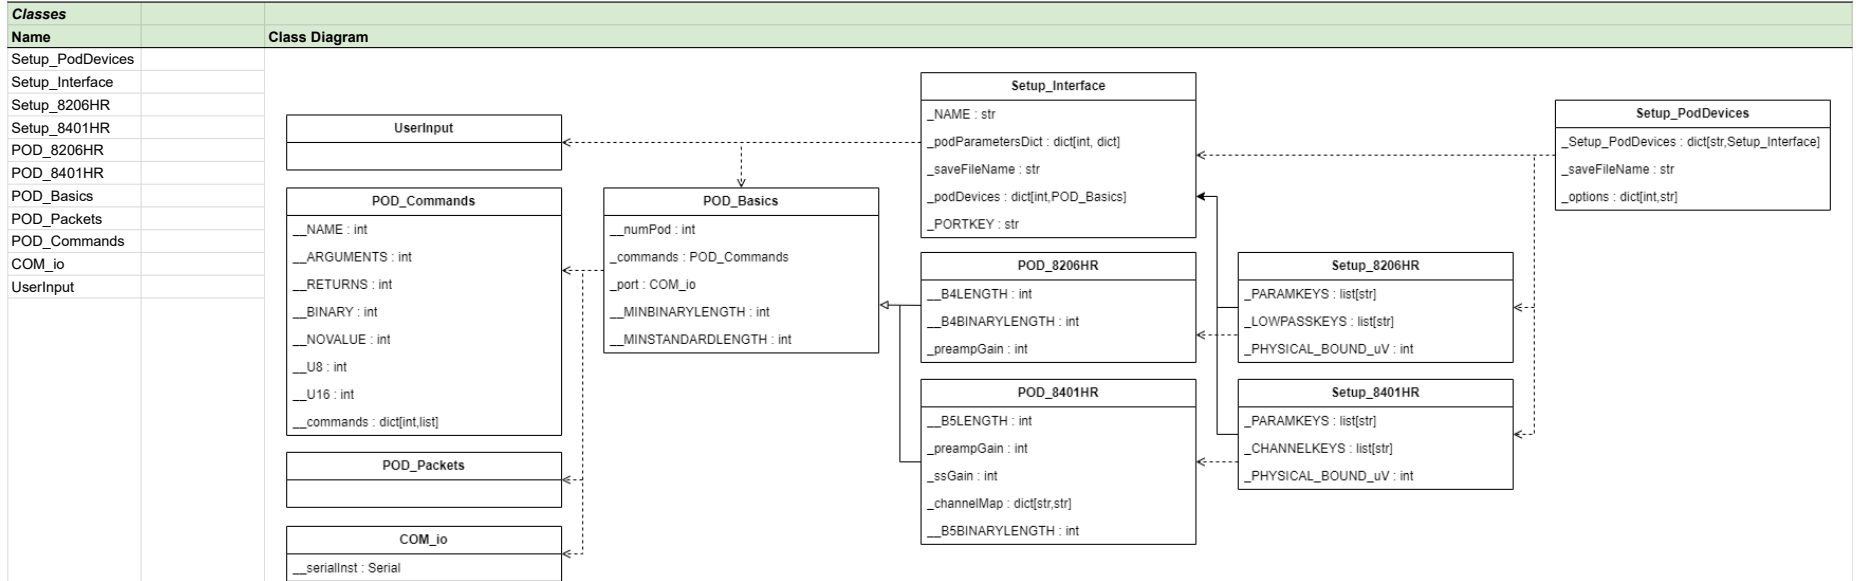 Classes
Name
Class Diagram
Setup_PodDevices
Setup_Interface
Setup_8206HR
Setup_8401HR
POD_8206HR
POD_8401HR
POD_Basics
POD_Packets
POD_Commands
COM_io
UserInput
UserInput
POD_Commands
__NAME : int
__ARGUMENTS : int
__RETURNS : int
__BINARY : int
__NOVALUE : int
__U8 : int
__U16 : int
__commands : dict[int,list]
POD_Packets
COM_io
__serialInst : Serial
POD_Basics
__numPod : int
_commands : POD_Commands
_port : COM_io
__MINBINARYLENGTH : int
__MINSTANDARDLENGTH : int
Setup_Interface
_NAME : str
_podParametersDict : dict[int, dict]
_saveFileName : str
_podDevices : dict[int,POD_Basics]
_PORTKEY : str
POD_8206HR
__B4LENGTH : int
__B4BINARYLENGTH : int
_preampGain : int
POD_8401HR
__B5LENGTH : int
_preampGain : int
_ssGain : int
_channelMap : dict[str,str]
__B5BINARYLENGTH : int
Setup_8206HR
_PARAMKEYS : list[str]
_LOWPASSKEYS : list[str]
_PHYSICAL_BOUND_uV : int
Setup_8401HR
_PARAMKEYS : list[str]
_CHANNELKEYS : list[str]
_PHYSICAL_BOUND_uV : int
Setup_PodDevices
_Setup_PodDevices : dict[str,Setup_Interface]
_saveFileName : str
_options : dict[int,str]